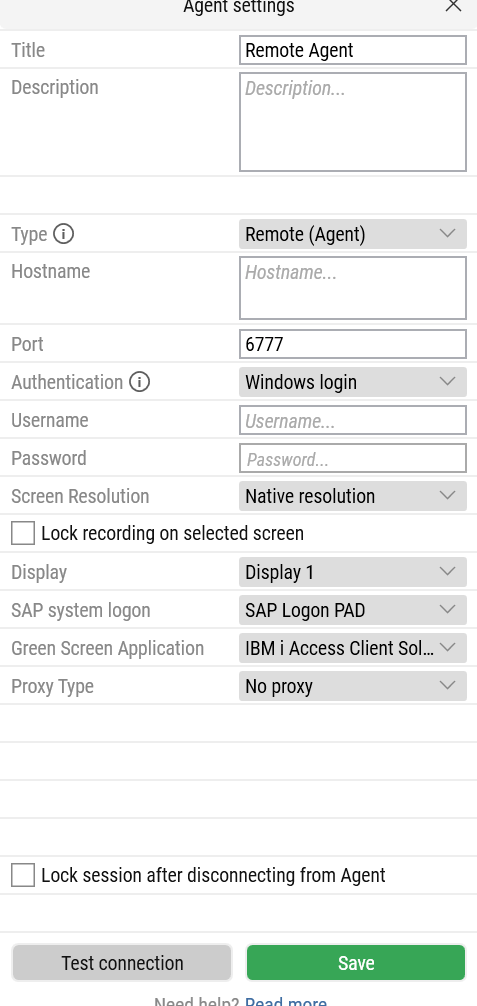 Agent settings
Title Remote Agent
Description Description...
Type Remote (Agent)
Hostname Hostname...
Port 6777
Authentication Windows login
Username Username...
Password Password...
Screen Resolution Native resolution
Lock recording on selected screen
Display Display 1
SAP system logon SAP Logon PAD
Green Screen Application IBM i Access Client Sol...
Proxy Type No proxy
Lock session after disconnecting from Agent
Test connection Save
Need help? Read more